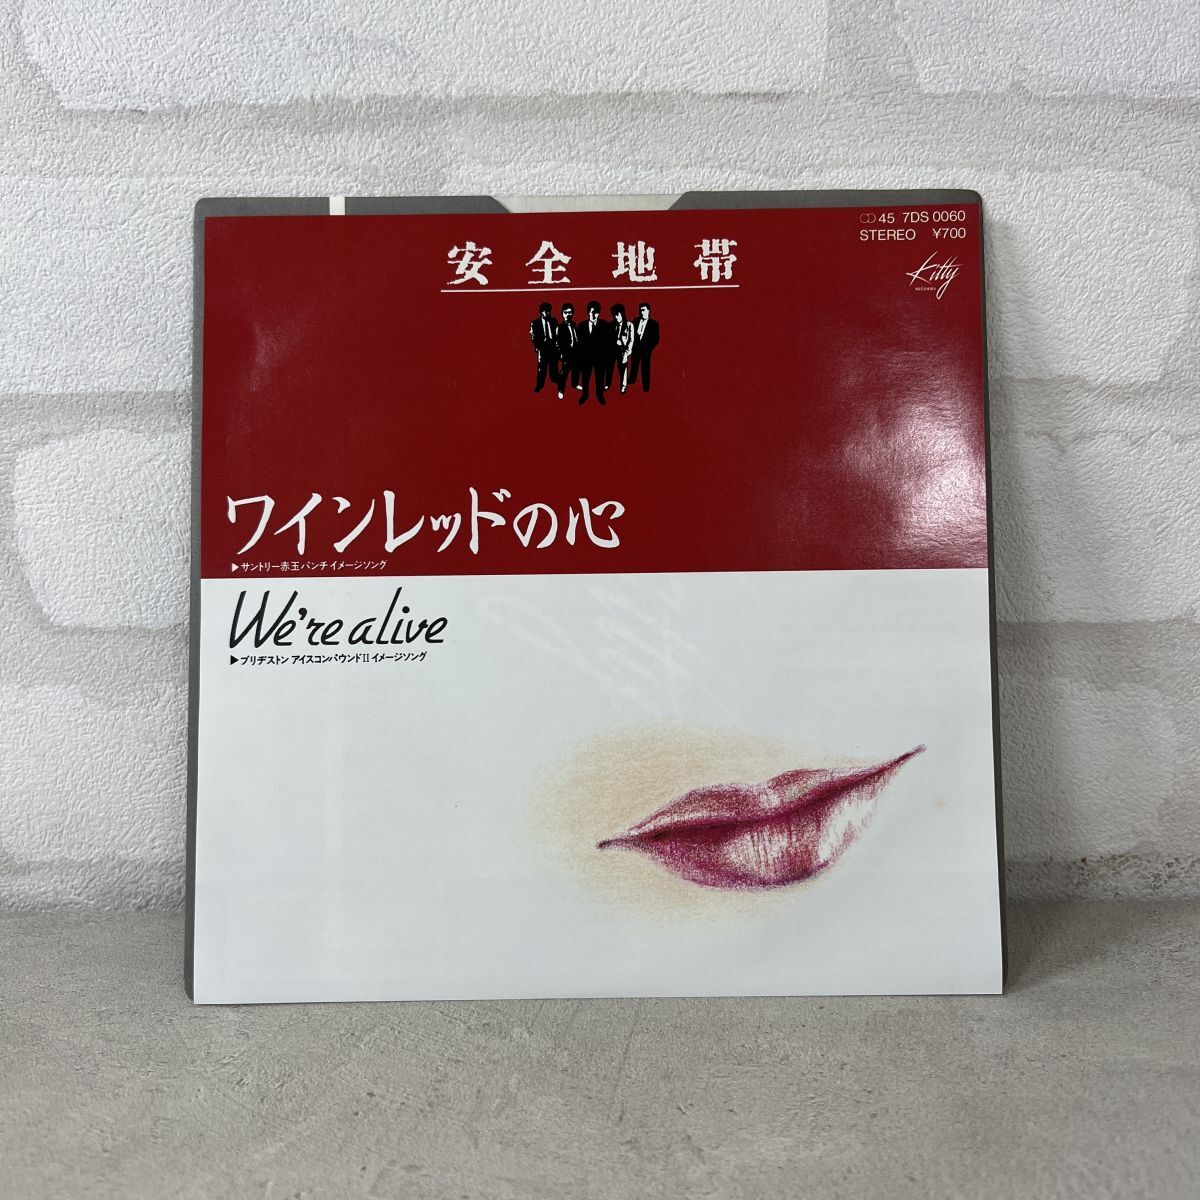 45 7DS 0060
STEREO ¥700
Kitty
RECORDS
安全地帯
ワインレッドの心
▶サントリー赤玉パンチイメージソング
We're alive
▶ブリヂストン アイスコンパウンドII イメージソング